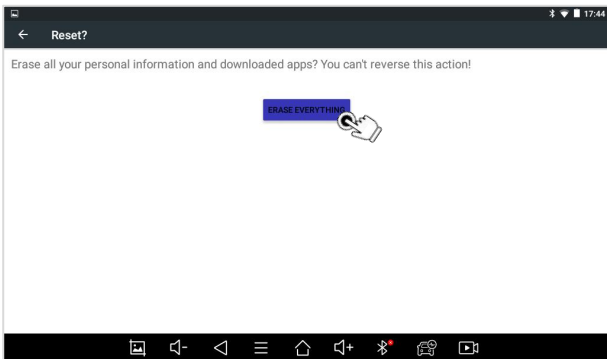 17:44
Reset?
Erase all your personal information and downloaded apps? You can't reverse this action!
ERASE EVERYTHING